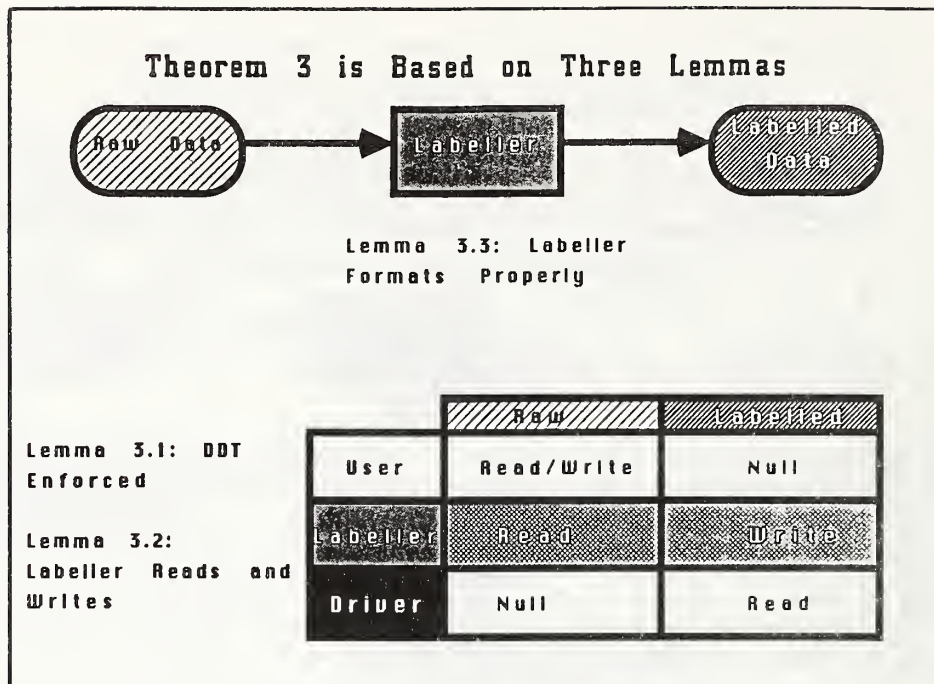 Theorem 3 is Based on Three Lemmas
Raw Data
Labeller
Labelled
Data
Lemma 3.3: Labeller
Formats Properly
Raw Labelled
Lemma 3.1: DDT
Enforced
User Read/Write Null
Lemma 3.2:
Labeller Reads and
Writes
Labeller Read Write
Driver Null Read